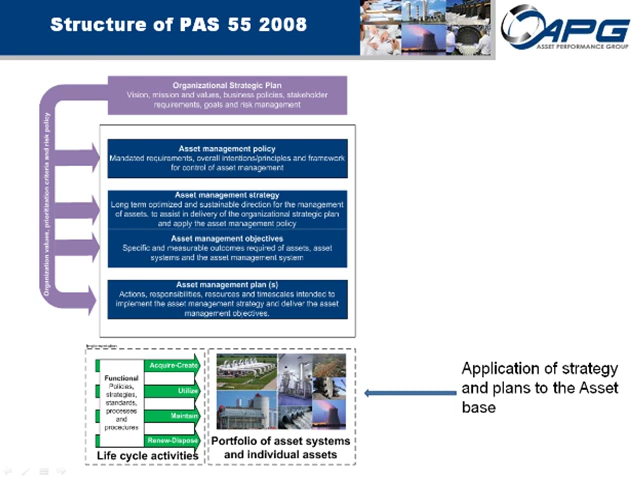 Structure of PAS 55 2008
APG
ASSET PERFORMANCE GROUP
Organizational Strategic Plan
Vision, mission and values, business policies, stakeholder
requirements, goals and risk management
Organization values, prioritization criteria and risk policy
Asset management policy
Mandated requirements, overall intentions/principles and framework
for control of asset management
Asset management strategy
Long term optimized and sustainable direction for the management
of assets, to assist in delivery of the organizational strategic plan
and apply the asset management policy
Asset management objectives
Specific and measurable outcomes required of assets, asset
systems and the asset management system
Asset management plan (s)
Actions, responsibilities, resources and timescales intended to
implement the asset management strategy and deliver the asset
management objectives.
Implementation
Functional
Policies,
strategies,
standards,
processes
and
procedures
Acquire-Create
Utilize
Maintain
Renew-Dispose
Life cycle activities
Portfolio of asset systems
and individual assets
Application of strategy
and plans to the Asset
base